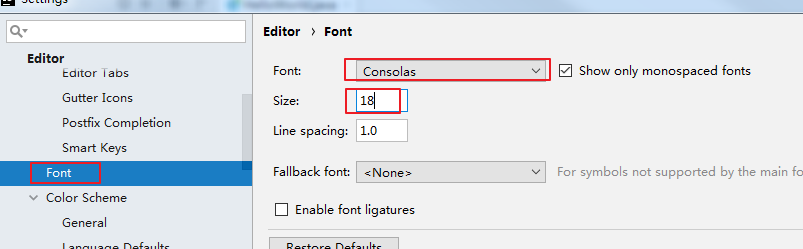 Settings
Editor
Editor Tabs
Gutter Icons
Postfix Completion
Smart Keys
Font
Color Scheme
General
Language Defaults
Editor › Font
Font: Consolas Show only monospaced fonts
Size: 18
Line spacing: 1.0
Fallback font: <None> For symbols not supported by the main fo
Enable font ligatures
Restore Defaults